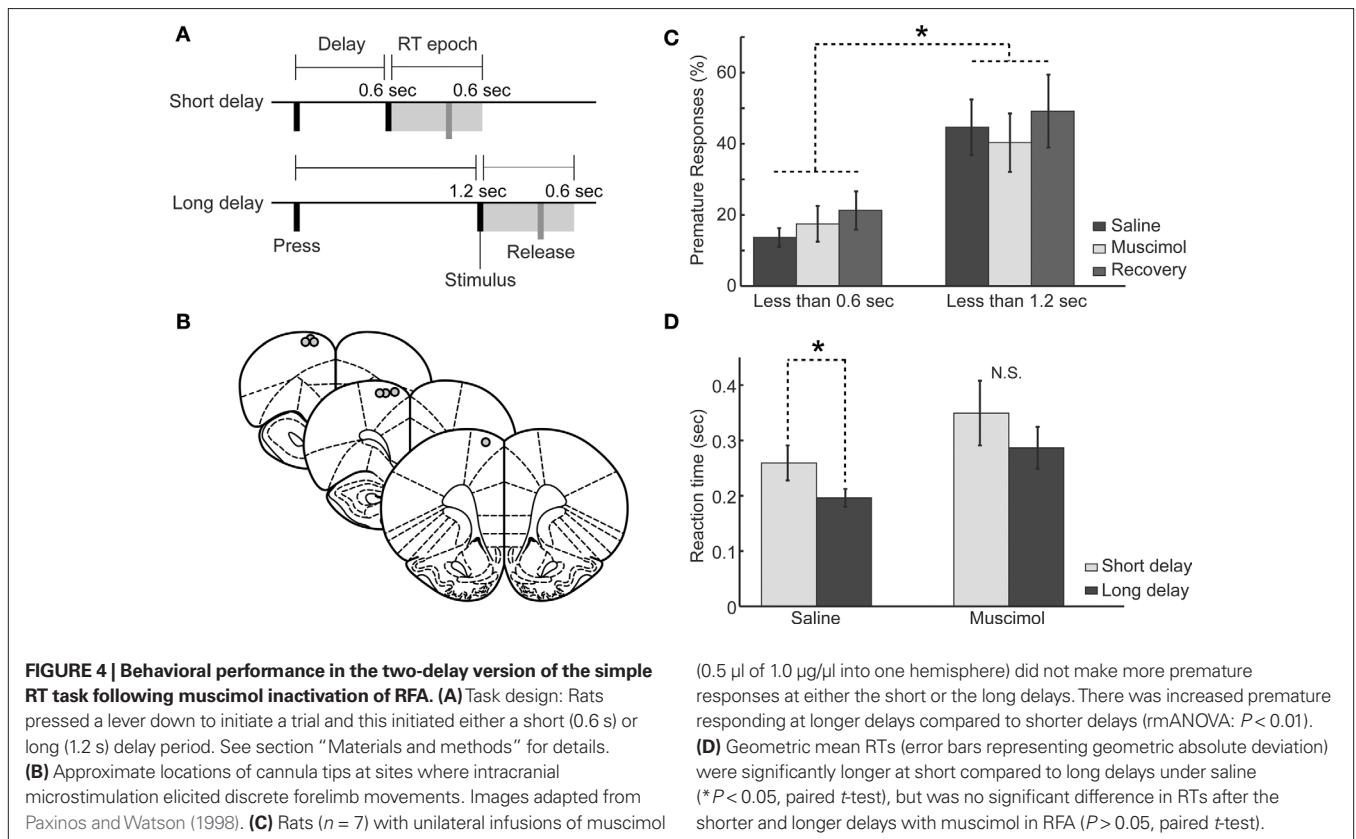 A
Delay
RT epoch
0.6 sec
0.6 sec
Short delay
1.2 sec
0.6 sec
Long delay
Press
Release
Stimulus
B
C
*
Premature Responses (%)
60
40
20
0
Saline
Muscimol
Recovery
Less than 0.6 sec
Less than 1.2 sec
D
*
N.S.
Reaction time (sec)
0.4
0.3
0.2
0.1
0
Short delay
Long delay
Saline
Muscimol
FIGURE 4 | Behavioral performance in the two-delay version of the simple
RT task following muscimol inactivation of RFA. (A) Task design: Rats
pressed a lever down to initiate a trial and this initiated either a short (0.6 s) or
long (1.2 s) delay period. See section “Materials and methods” for details.
(B) Approximate locations of cannula tips at sites where intracranial
microstimulation elicited discrete forelimb movements. Images adapted from
Paxinos and Watson (1998). (C) Rats (n = 7) with unilateral infusions of muscimol
(0.5 µl of 1.0 µg/µl into one hemisphere) did not make more premature
responses at either the short or the long delays. There was increased premature
responding at longer delays compared to shorter delays (rmANOVA: P < 0.01).
(D) Geometric mean RTs (error bars representing geometric absolute deviation)
were significantly longer at short compared to long delays under saline
(*P < 0.05, paired t-test), but was no significant difference in RTs after the
shorter and longer delays with muscimol in RFA (P > 0.05, paired t-test).